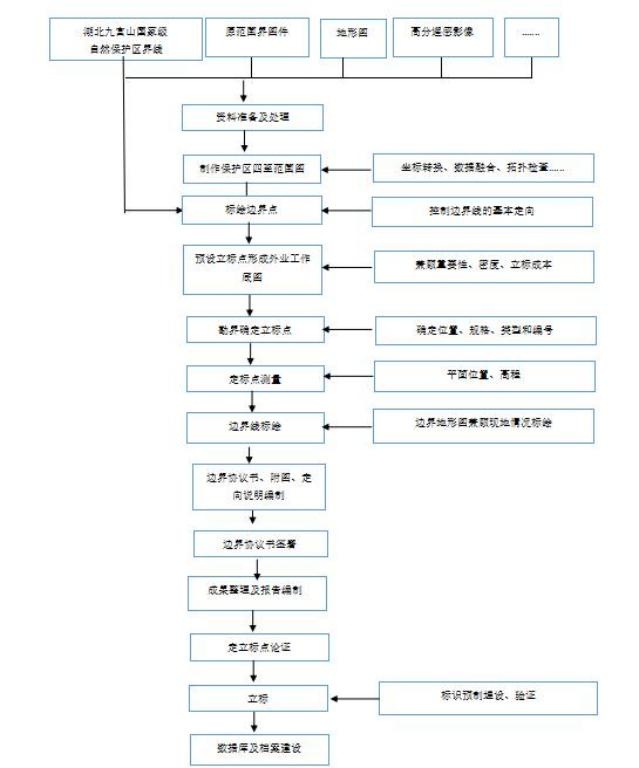 湖北九宫山国家级
自然保护区界线
原范围界图件
地形图
高分遥感影像
……
资料准备及处理
制作保护区四至范围图
坐标转换、数据融合、拓扑检查……
标绘边界点
控制边界线的基本走向
预设立标点形成外业工作
底图
兼顾重要性、密度、立标成本
勘界确定立标点
确定位置、规格、类型和编号
定标点测量
平面位置、高程
边界线标绘
边界地形图兼顾现地情况标绘
边界协议书、附图、走
向说明编制
边界协议书签署
成果整理及报告编制
定立标点论证
立标
标识预制埋设、验证
数据库及档案建设